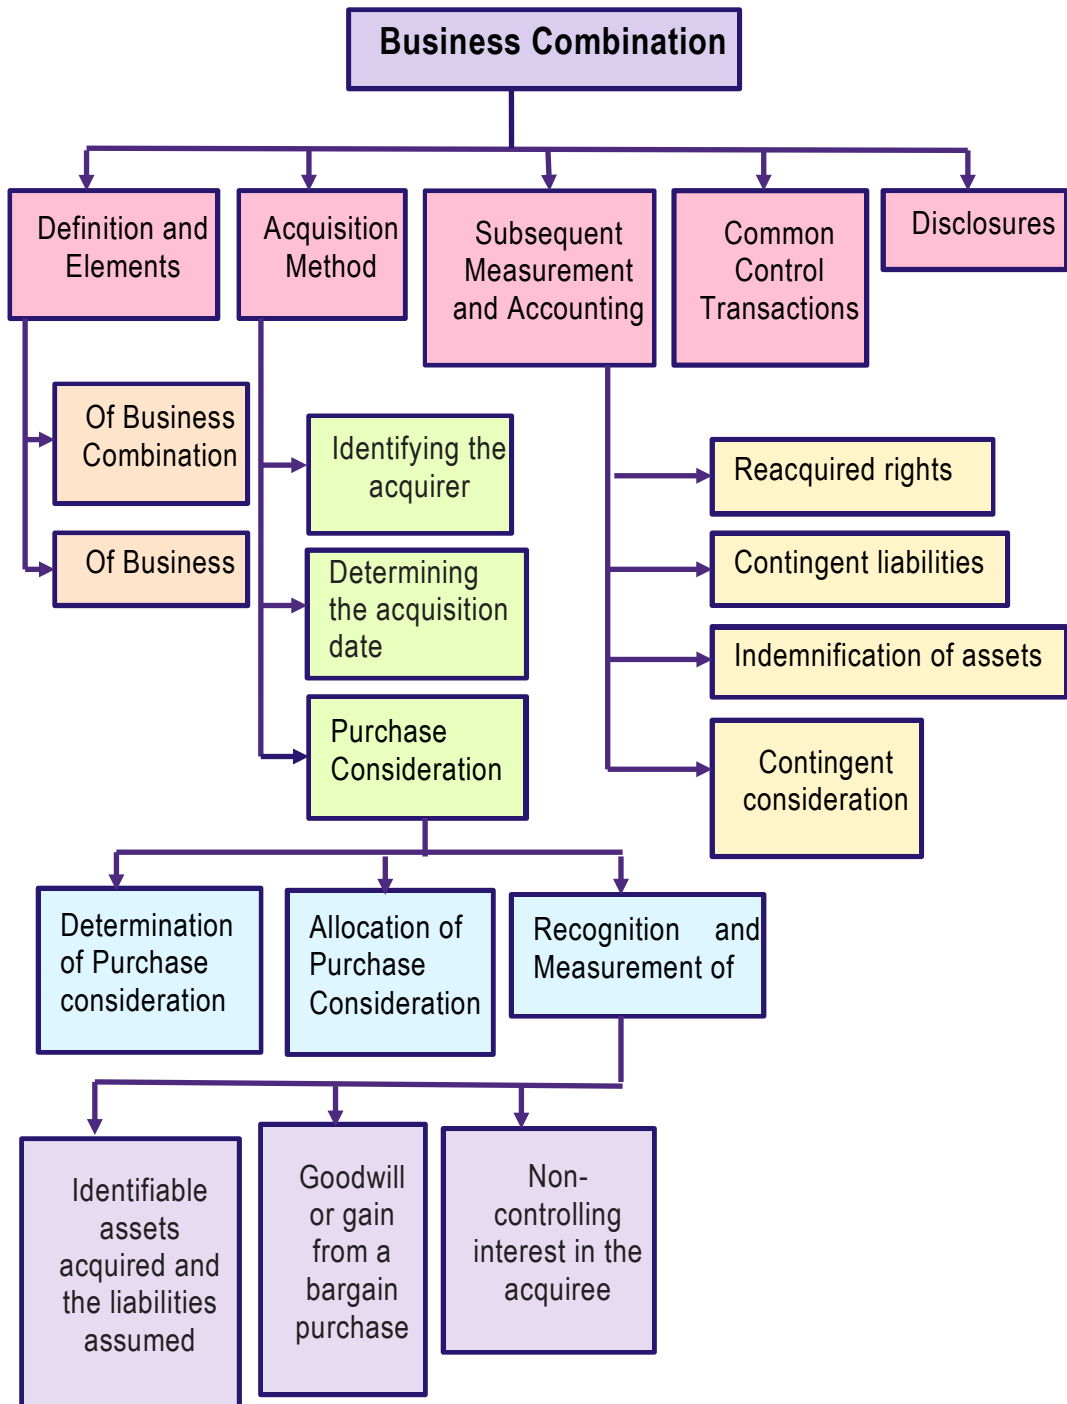 Business Combination
Definition and
Elements
Acquisition
Method
Subsequent
Measurement
and Accounting
Common
Control
Transactions
Disclosures
Of Business
Combination
Of Business
Identifying the
acquirer
Determining
the acquisition
date
Purchase
Consideration
Reacquired rights
Contingent liabilities
Indemnification of assets
Contingent
consideration
Determination
of Purchase
consideration
Allocation of
Purchase
Consideration
Recognition and
Measurement of
Identifiable
assets
acquired and
the liabilities
assumed
Goodwill
or gain
from a
bargain
purchase
Non-
controlling
interest in the
acquiree